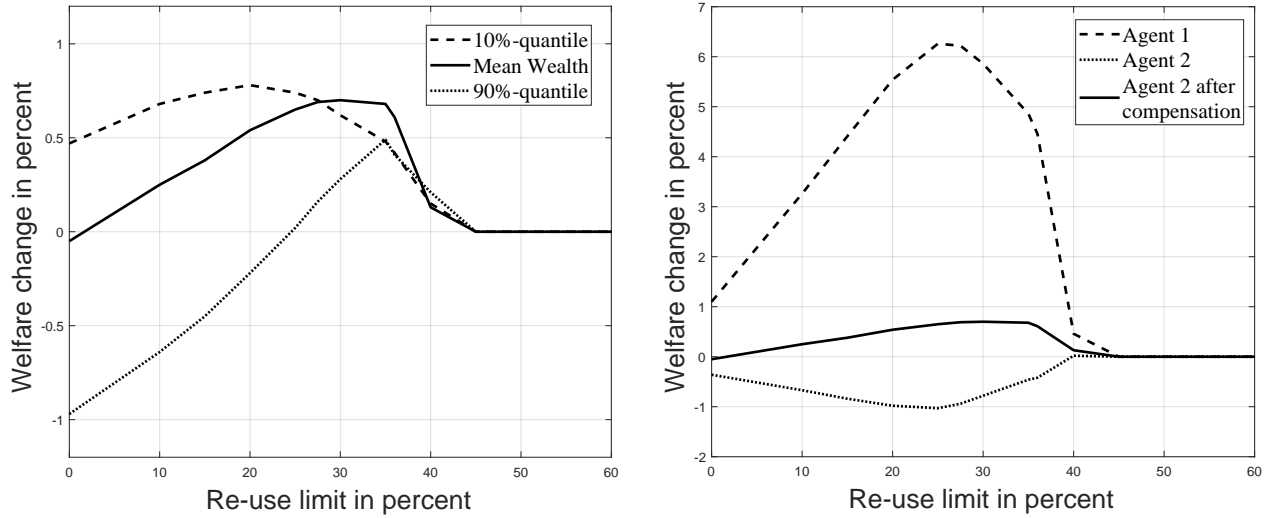 1
0.5
0
-0.5
-1
0
10
20
30
40
50
60
Welfare change in percent
Re-use limit in percent
10%-quantile
Mean Wealth
90%-quantile
7
6
5
4
3
2
1
0
-1
-2
0
10
20
30
40
50
60
Welfare change in percent
Re-use limit in percent
Agent 1
Agent 2
Agent 2 after
compensation